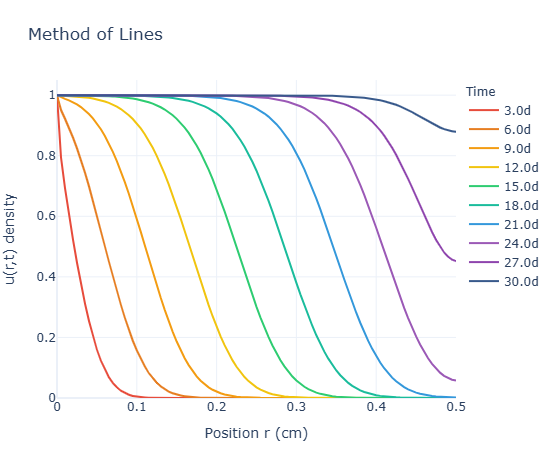 Method of Lines
u(r,t) density
1
0.8
0.6
0.4
0.2
0
0
0.1
0.2
0.3
0.4
0.5
Position r (cm)
Time
3.0d
6.0d
9.0d
12.0d
15.0d
18.0d
21.0d
24.0d
27.0d
30.0d